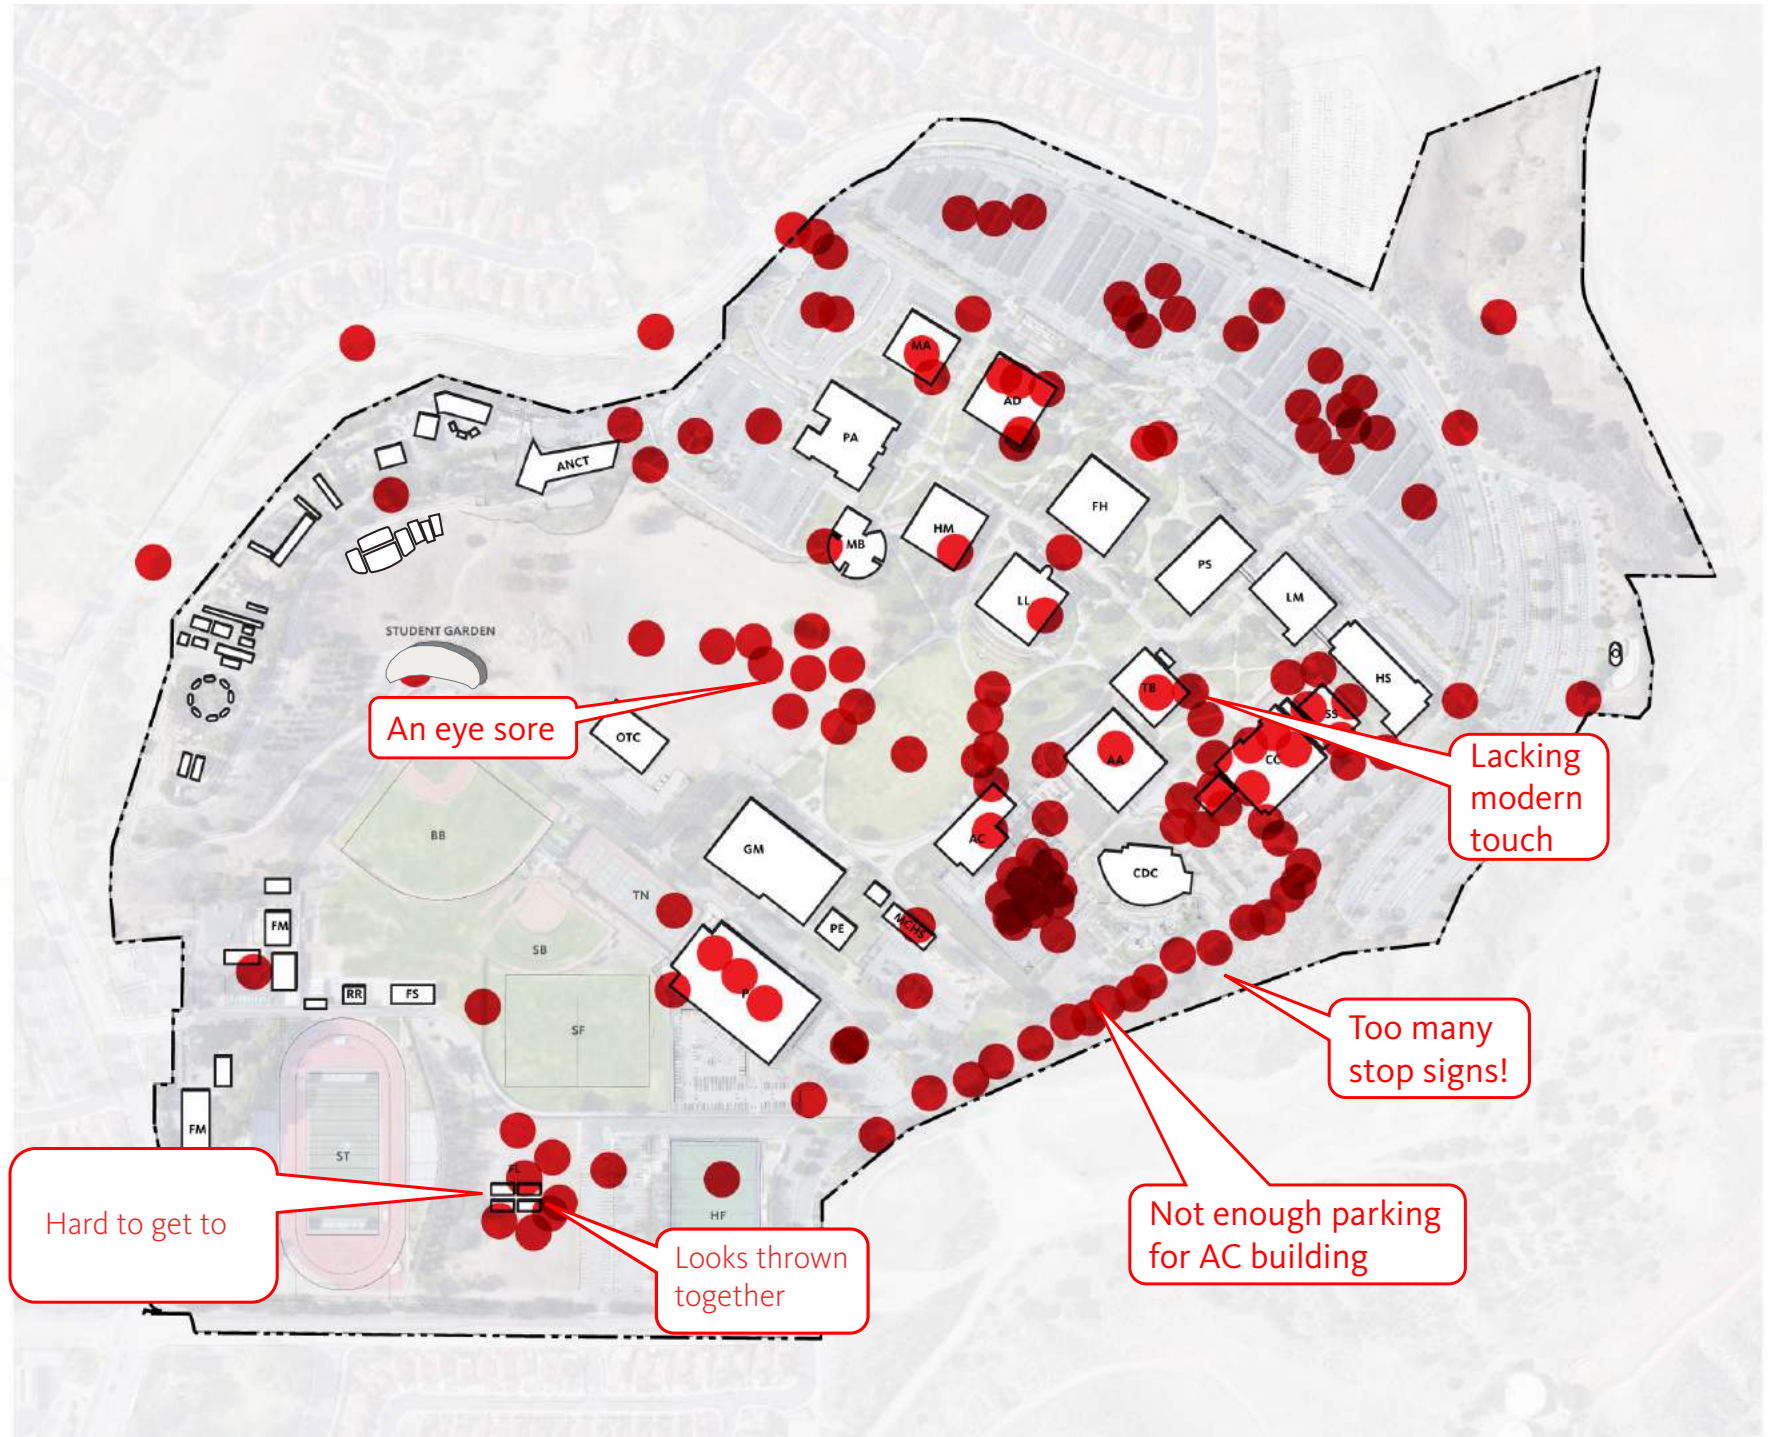 MA
AD
PA
ANCT
FH
HM
MB
PS
LL
LM
STUDENT GARDEN
HS
TB
SS
An eye sore
OTC
AA
CC
Lacking
modern
touch
BB
AC
GM
CDC
TN
FM
MCHS
PE
SB
P
RR
FS
SF
Too many
stop signs!
FM
ST
FL
HF
Hard to get to
Not enough parking
for AC building
Looks thrown
together